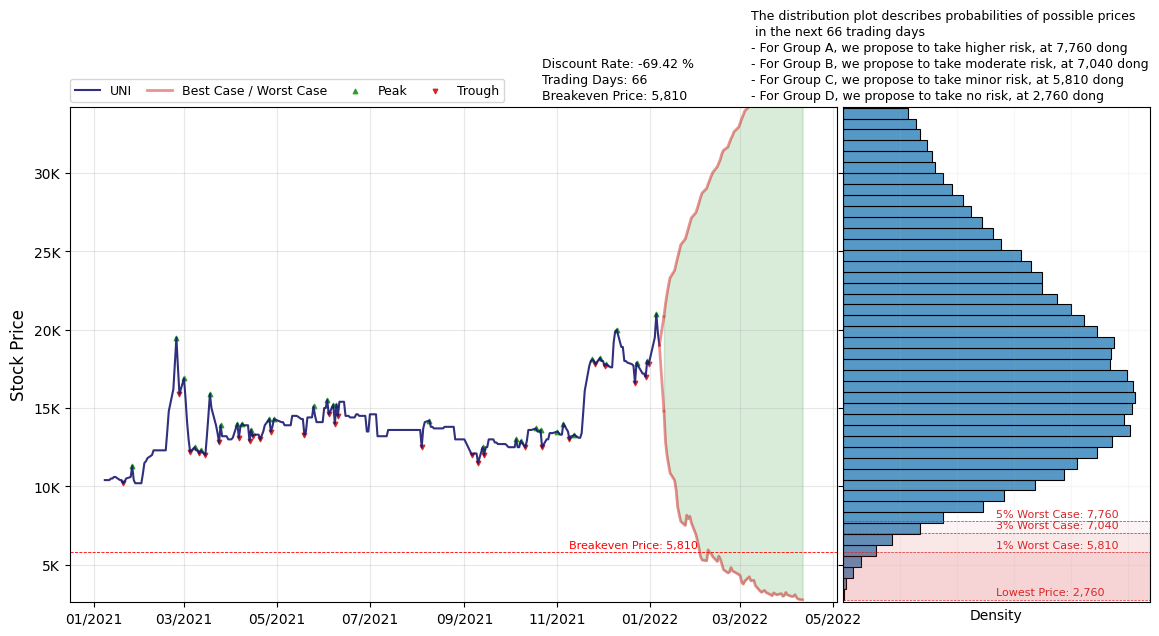 The distribution plot describes probabilities of possible prices
in the next 66 trading days
- For Group A, we propose to take higher risk, at 7,760 dong
- For Group B, we propose to take moderate risk, at 7,040 dong
- For Group C, we propose to take minor risk, at 5,810 dong
- For Group D, we propose to take no risk, at 2,760 dong
Discount Rate: -69.42 %
Trading Days: 66
Breakeven Price: 5,810
UNI
Best Case / Worst Case
Peak
Trough
Stock Price
30K
25K
20K
15K
10K
5K
Breakeven Price: 5,810
01/2021
03/2021
05/2021
07/2021
09/2021
11/2021
01/2022
03/2022
05/2022
5% Worst Case: 7,760
3% Worst Case: 7,040
1% Worst Case: 5,810
Lowest Price: 2,760
Density